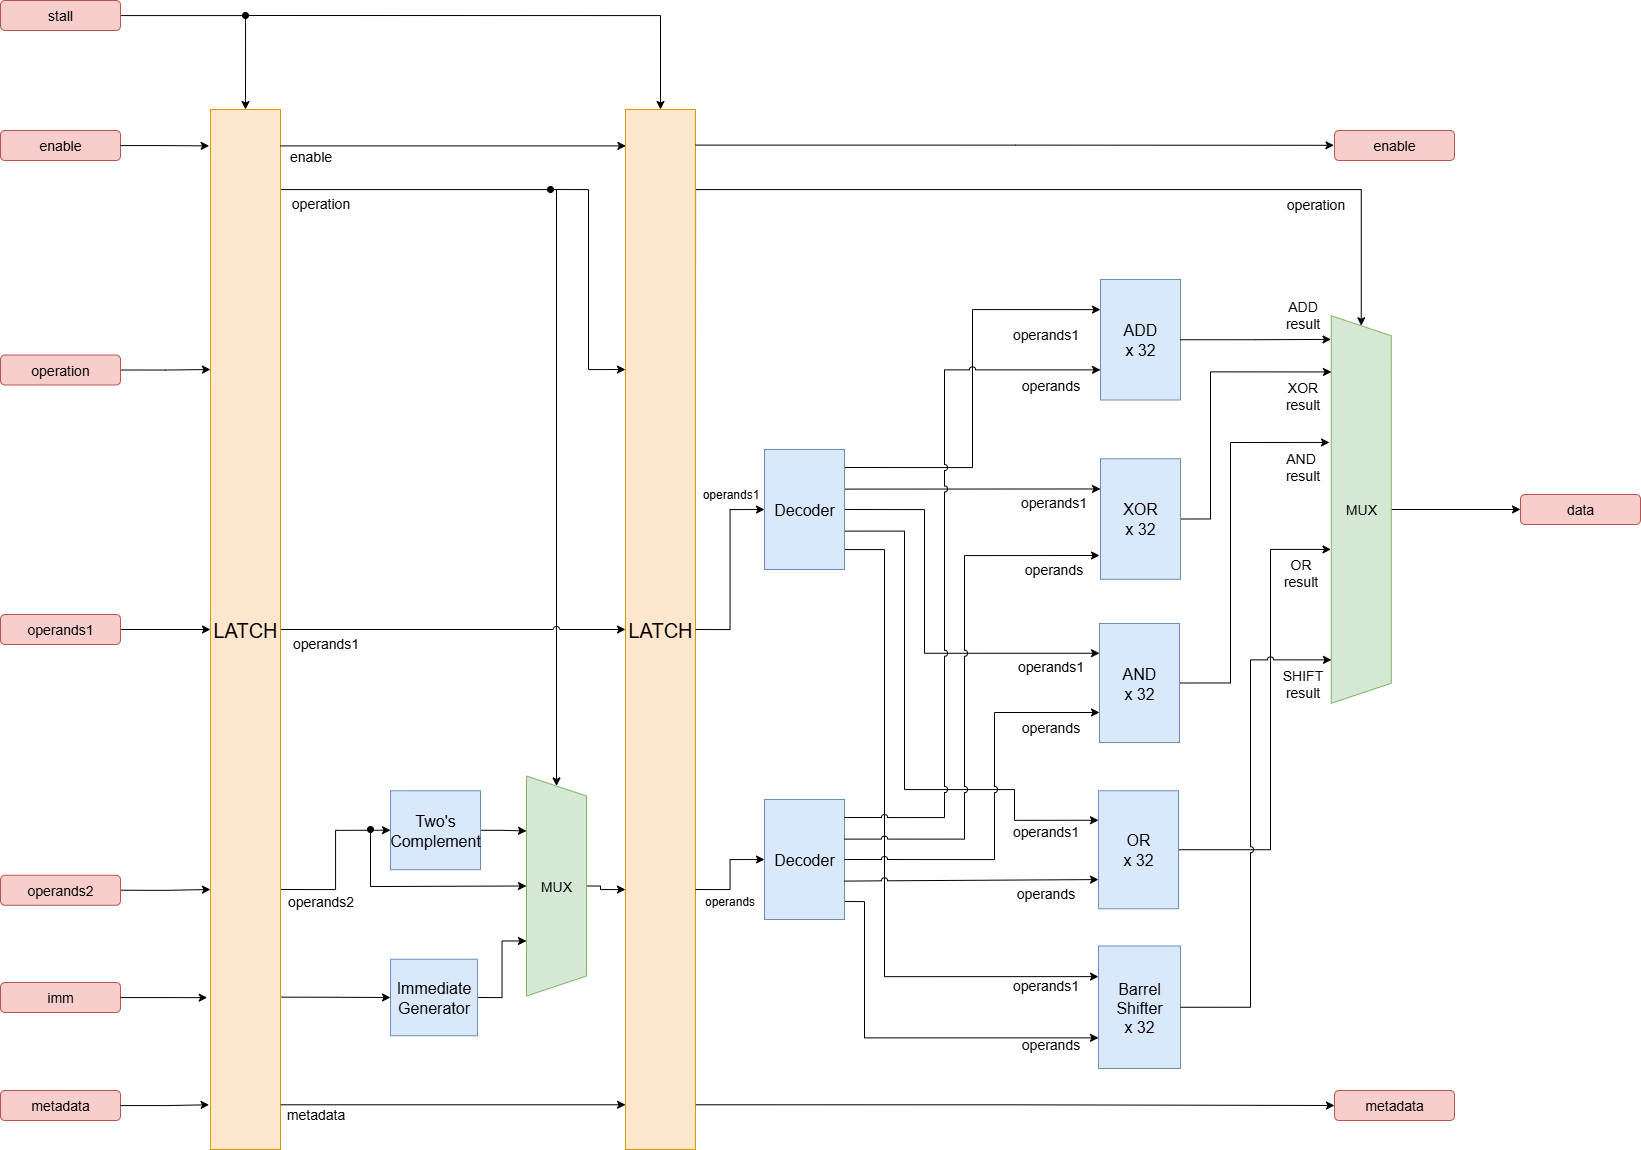 stall
enable
enable
enable
operation
operation
ADD
result
ADD
x 32
operands1
operation
operands
XOR
result
AND
result
operands1
Decoder
operands1
XOR
x 32
MUX
data
operands
OR
result
operands1
LATCH
operands1
LATCH
operands1
AND
x 32
SHIFT
result
operands
Two's
Complement
operands1
OR
x 32
Decoder
operands2
operands2
MUX
operands
operands
imm
Immediate
Generator
operands1
Barrel
Shifter
x 32
operands
metadata
metadata
metadata